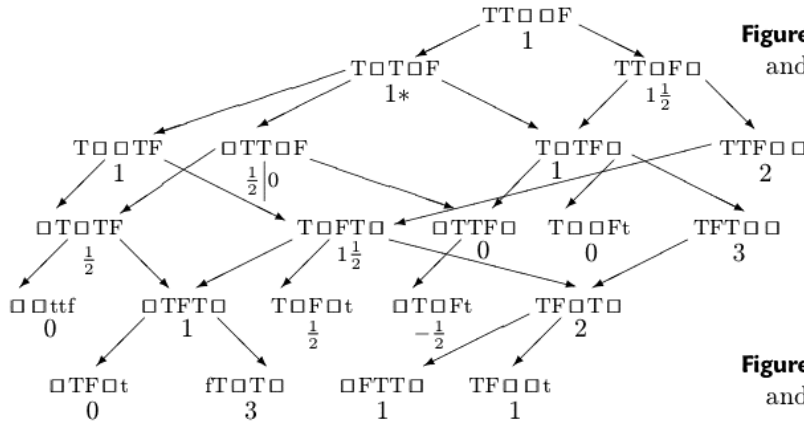 TT□□F
1
Figure
and
T□T□F
1*
TT□F□
1½
T□□TF
1
□TT□F
½|0
T□TF□
1
TTF□□
2
□T□TF
½
T□FT□
1½
□TTF□
0
T□□Ft
0
TFT□□
3
□□ttf
0
□TFT□
1
T□F□t
½
□T□Ft
-½
TF□T□
2
□TF□t
0
fT□T□
3
□FTT□
1
TF□□t
1
Figure
and